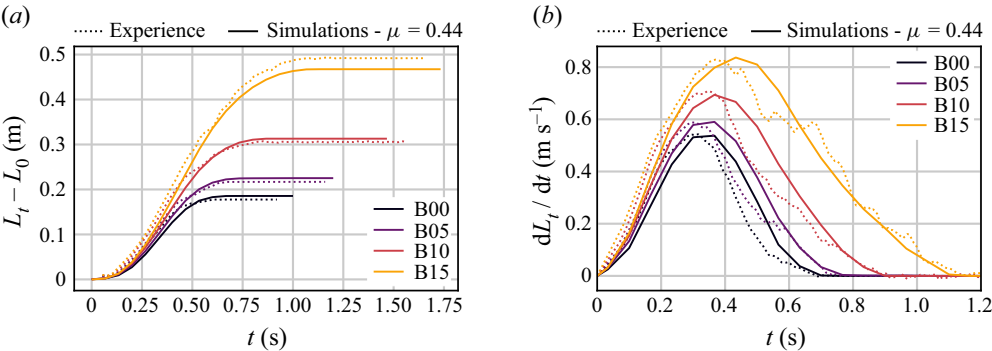 (a)
Experience Simulations - μ = 0.44
0.5
0.4
0.3
0.2
0.1
0
L_t – L_0 (m)
B00
B05
B10
B15
0 0.25 0.50 0.75 1.00 1.25 1.50 1.75
t (s)
(b)
Experience Simulations - μ = 0.44
0.8
0.6
0.4
0.2
0
dL_t / dt (m s⁻¹)
B00
B05
B10
B15
0 0.2 0.4 0.6 0.8 1.0 1.2
t (s)